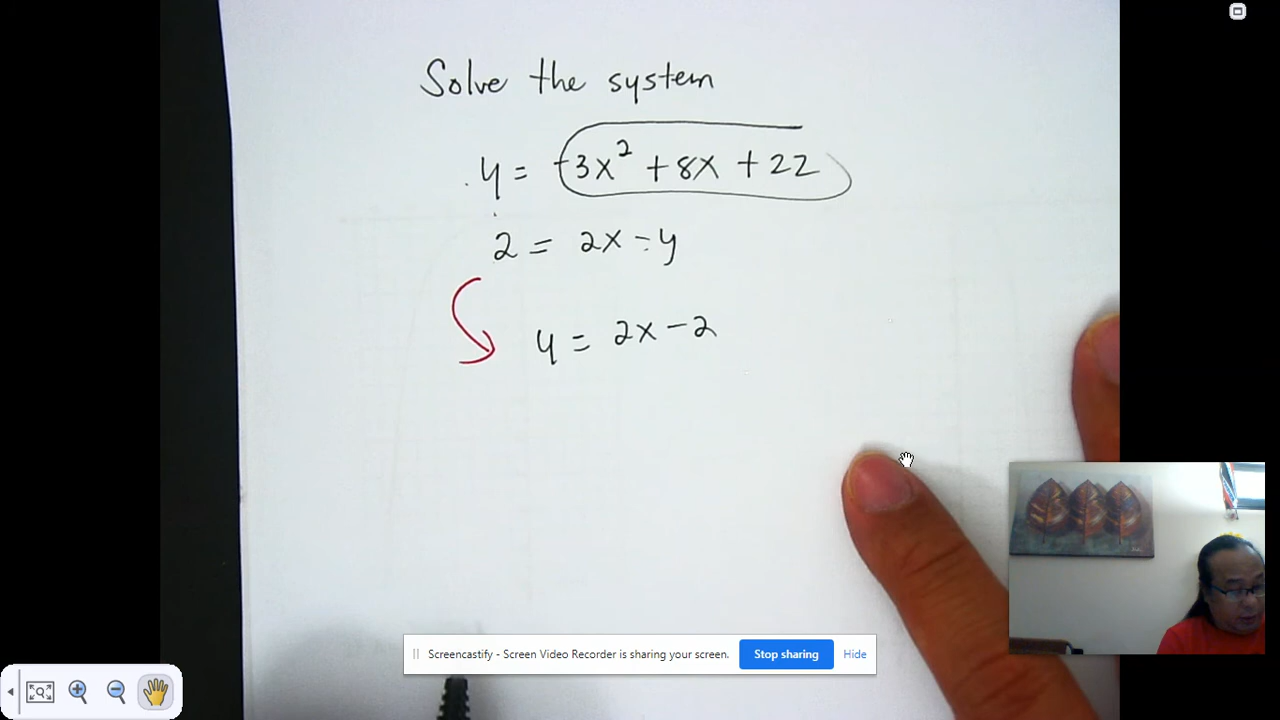 Solve the system
y = -3x² + 8x + 22
2 = 2x - y
y = 2x - 2
Screencastify - Screen Video Recorder is sharing your screen. Stop sharing Hide